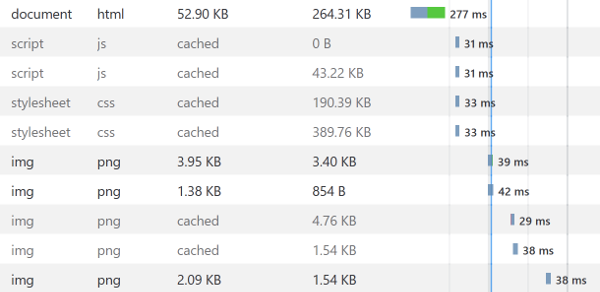 document html 52.90 KB 264.31 KB 277 ms
script js cached 0 B 31 ms
script js cached 43.22 KB 31 ms
stylesheet css cached 190.39 KB 33 ms
stylesheet css cached 389.76 KB 33 ms
img png 3.95 KB 3.40 KB 39 ms
img png 1.38 KB 854 B 42 ms
img png cached 4.76 KB 29 ms
img png cached 1.54 KB 38 ms
img png 2.09 KB 1.54 KB 38 ms